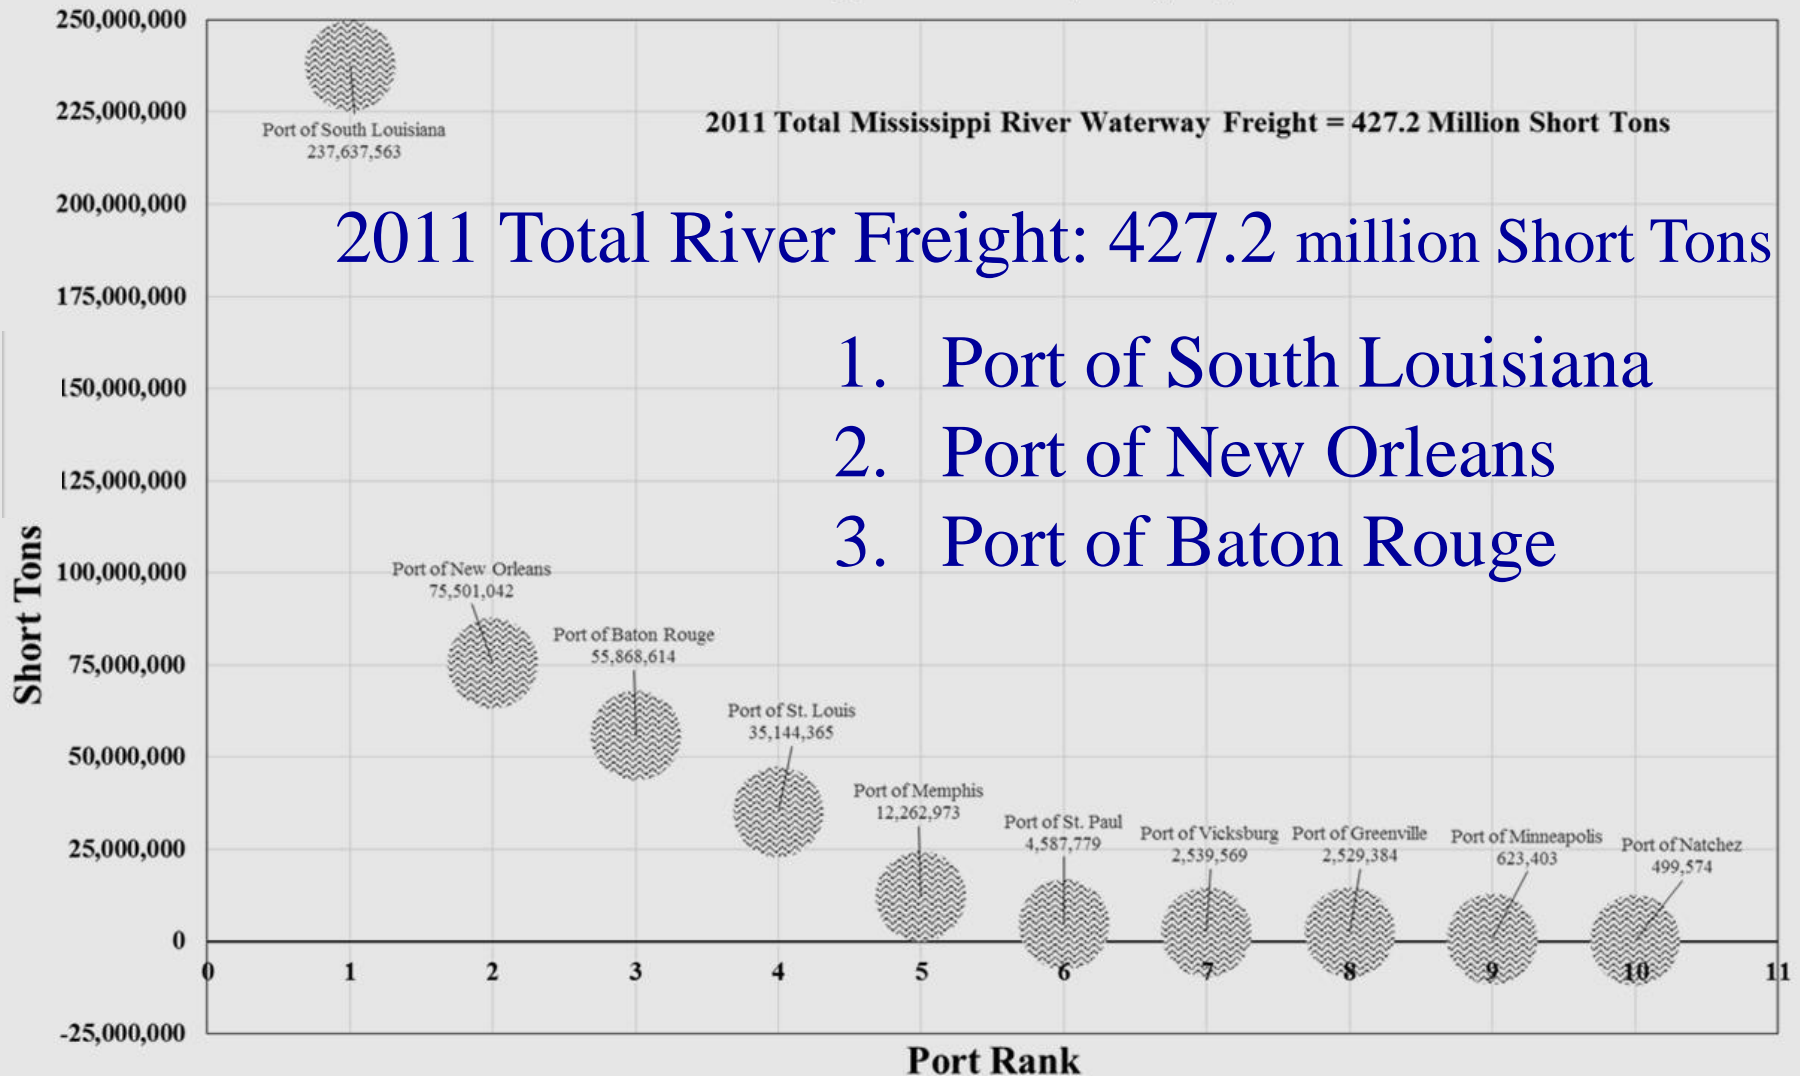 250,000,000
225,000,000
200,000,000
175,000,000
150,000,000
125,000,000
100,000,000
75,000,000
50,000,000
25,000,000
0
-25,000,000
Short Tons
Port of South Louisiana
237,637,563
2011 Total Mississippi River Waterway Freight = 427.2 Million Short Tons
2011 Total River Freight: 427.2 million Short Tons
1. Port of South Louisiana
2. Port of New Orleans
3. Port of Baton Rouge
Port of New Orleans
75,501,042
Port of Baton Rouge
55,868,614
Port of St. Louis
35,144,365
Port of Memphis
12,262,973
Port of St. Paul
4,587,779
Port of Vicksburg
2,539,569
Port of Greenville
2,529,384
Port of Minneapolis
623,403
Port of Natchez
499,574
0 1 2 3 4 5 6 7 8 9 10 11
Port Rank